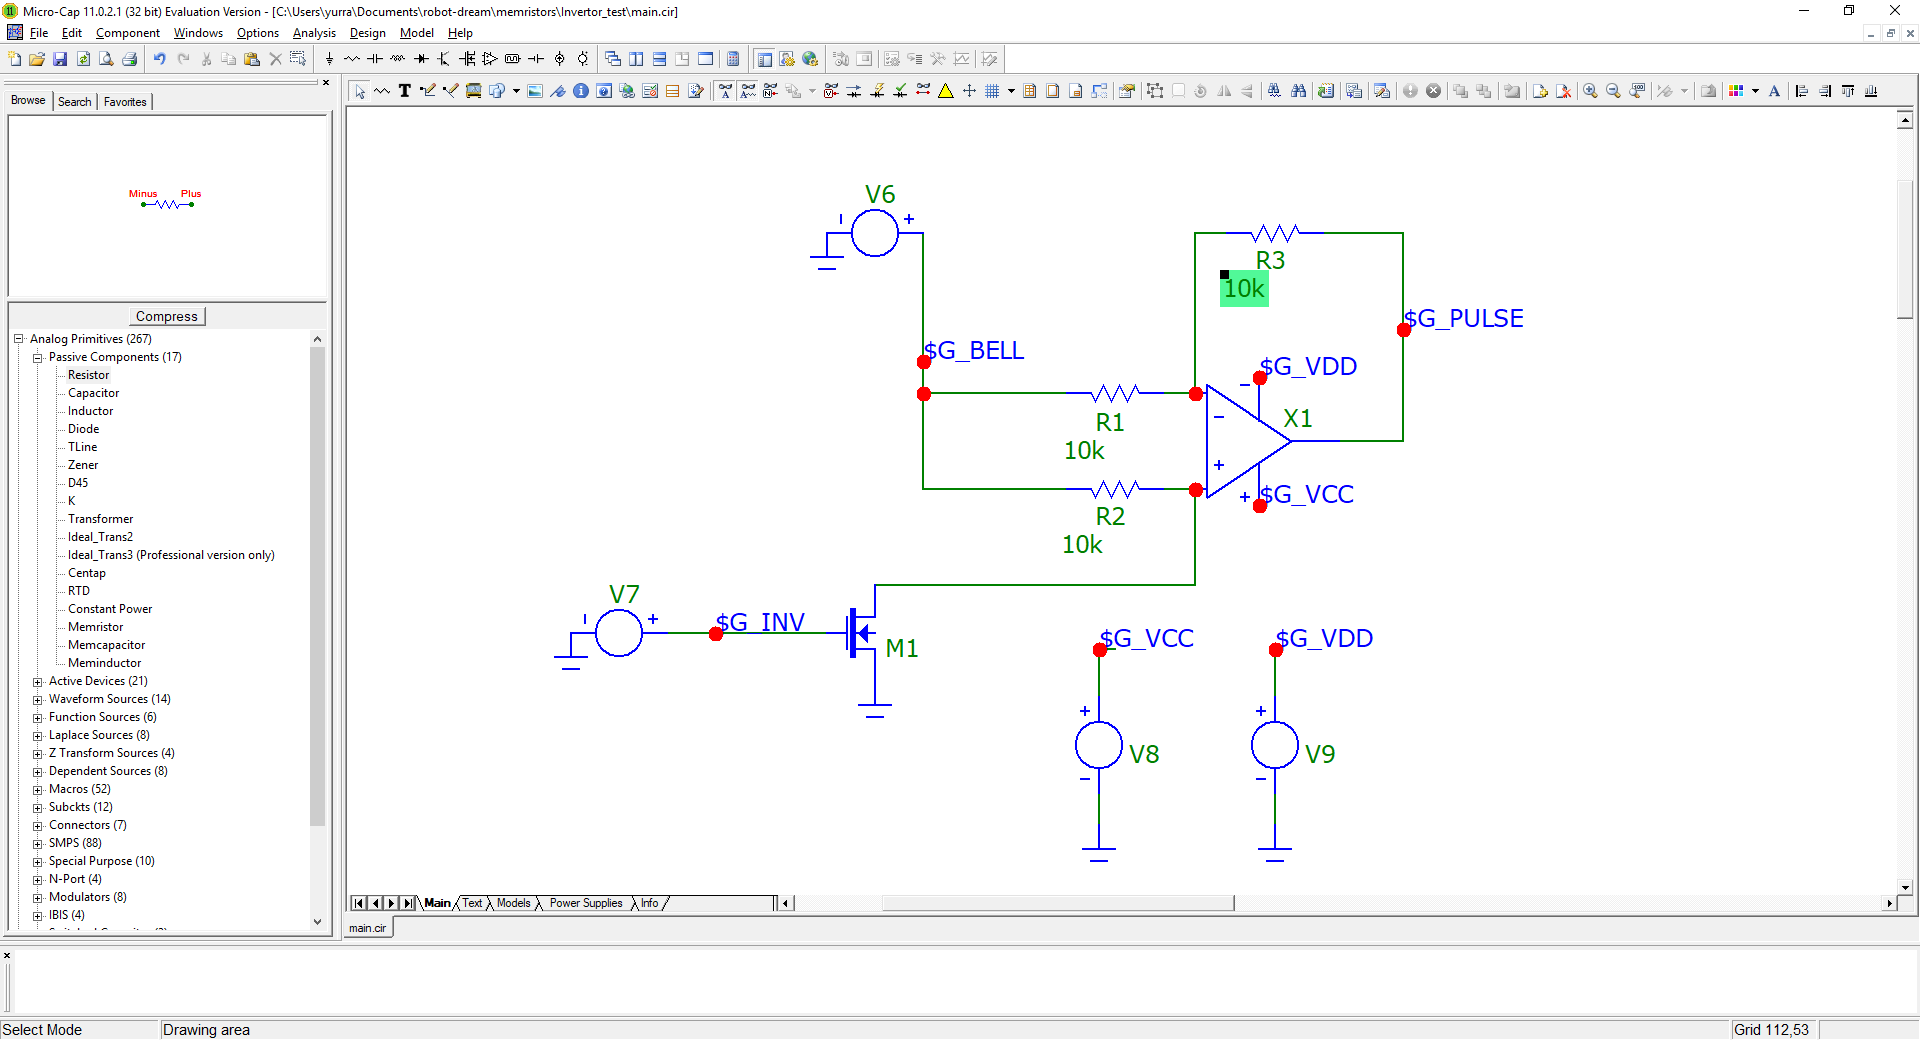 Micro-Cap 11.0.2.1 (32 bit) Evaluation Version - [C:\Users\yurra\Documents\robot-dream\memristors\Invertor_test\main.cir]
File Edit Component Windows Options Analysis Design Model Help
Browse Search Favorites
Minus Plus
Compress
Analog Primitives (267)
Passive Components (17)
Resistor
Capacitor
Inductor
Diode
TLine
Zener
D45
K
Transformer
Ideal_Trans2
Ideal_Trans3 (Professional version only)
Centap
RTD
Constant Power
Memristor
Memcapacitor
Meminductor
Active Devices (21)
Waveform Sources (14)
Function Sources (6)
Laplace Sources (8)
Z Transform Sources (4)
Dependent Sources (8)
Macros (52)
Subckts (12)
Connectors (7)
SMPS (88)
Special Purpose (10)
N-Port (4)
Modulators (8)
IBIS (4)
V6
R3
10k
$G_PULSE
$G_BELL
$G_VDD
R1
10k
X1
$G_VCC
R2
10k
V7
$G_INV
M1
$G_VCC
$G_VDD
V8
V9
Main Text Models Power Supplies Info
main.cir
Select Mode
Drawing area
Grid 112,53